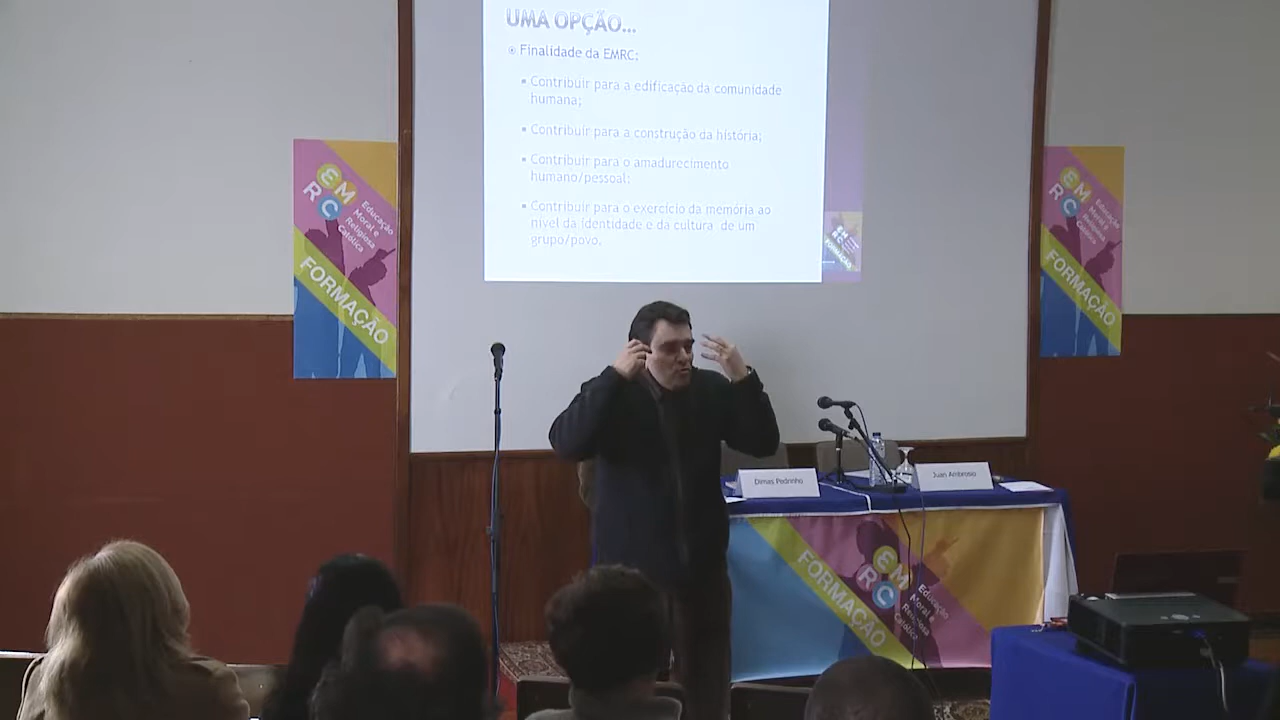 UMA OPÇÃO...
Finalidade da EMRC:
Contribuir para a edificação da comunidade
humana;
Contribuir para a construção da história;
Contribuir para o amadurecimento
humano/pessoal;
Contribuir para o exercício da memória ao
nível da identidade e da cultura de um
grupo/povo.
EM
RC
Educação
Moral e
Religiosa
Católica
FORMAÇÃO
EM
RC
Educação
Moral e
Religiosa
Católica
FORMAÇÃO
EM
RC
FORMAÇÃO
Dimas Pedrinho
Juan Ambrosio
EM
RC
Educação
Moral e
Religiosa
Católica
FORMAÇÃO